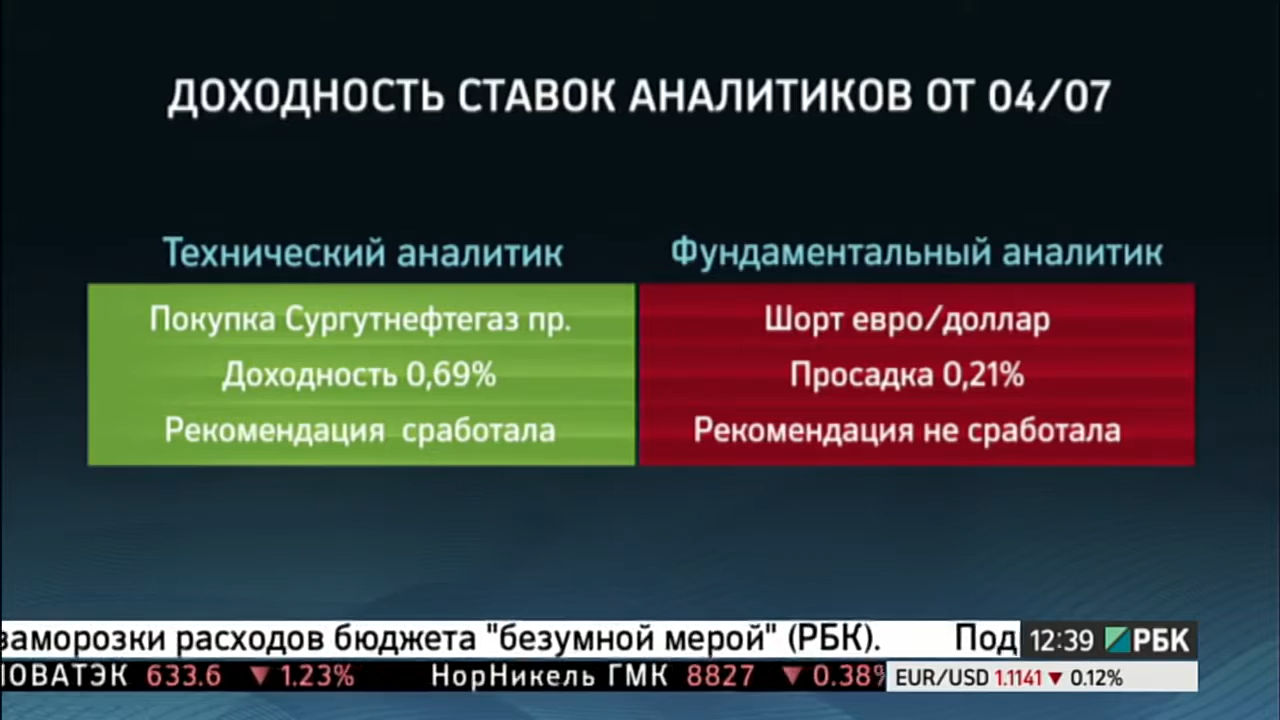 ДОХОДНОСТЬ СТАВОК АНАЛИТИКОВ ОТ 04/07
Технический аналитик
Покупка Сургутнефтегаз пр.
Доходность 0,69%
Рекомендация сработала
Фундаментальный аналитик
Шорт евро/доллар
Просадка 0,21%
Рекомендация не сработала
заморозки расходов бюджета "безумной мерой" (РБК). Под
12:39 РБК
ОВАТЭК 633.6 ▼ 1.23% НорНикель ГМК 8827 ▼ 0.38%
EUR/USD 1.1141 ▼ 0.12%